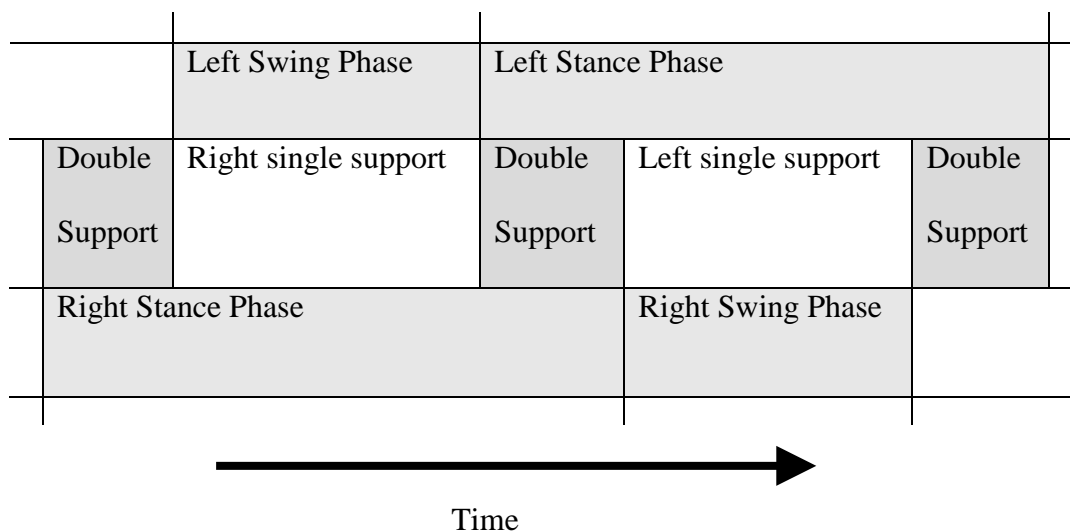 Left Swing Phase Left Stance Phase
Double Right single support Double Left single support Double
Support Support Support
Right Stance Phase Right Swing Phase
Time